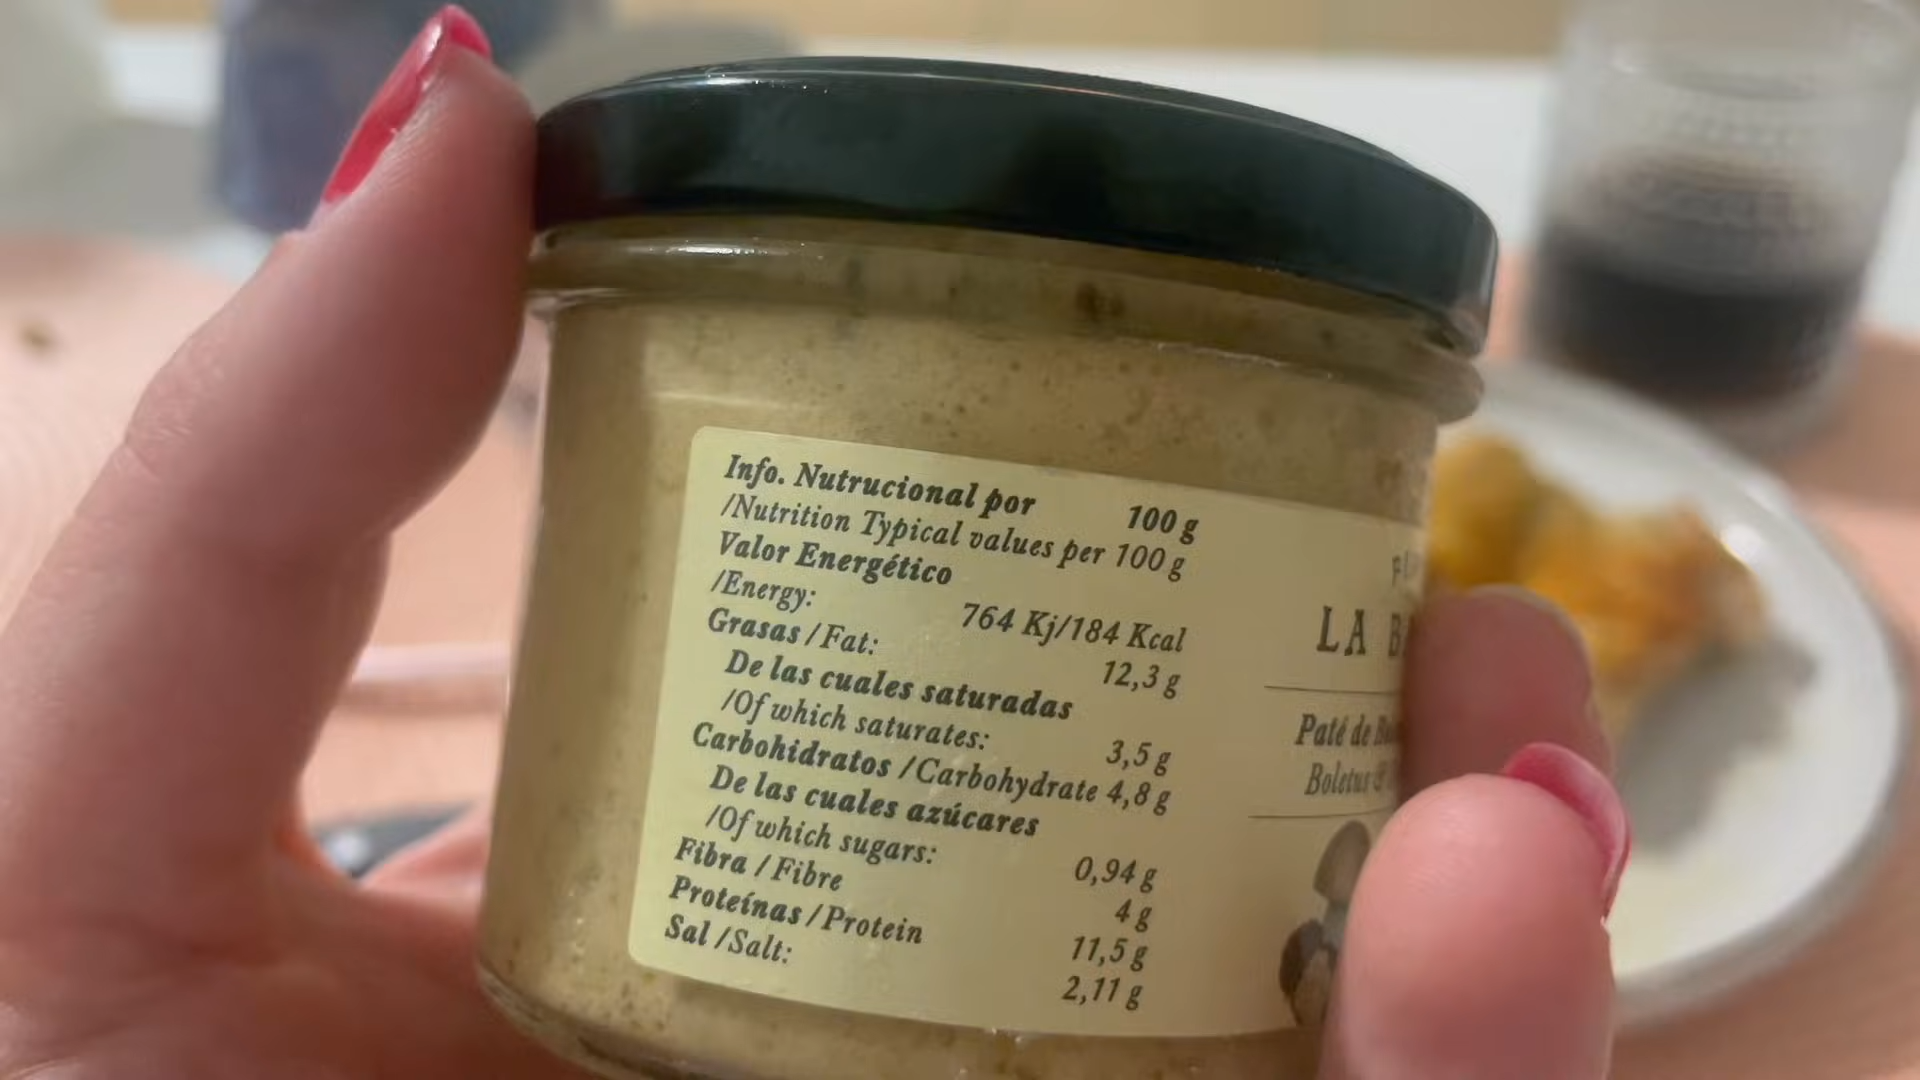 Info. Nutrucional por 100 g
/Nutrition Typical values per 100 g
Valor Energético
/Energy: 764 Kj/184 Kcal
Grasas / Fat: 12,3 g
De las cuales saturadas
/Of which saturates: 3,5 g
Carbohidratos /Carbohydrate 4,8 g
De las cuales azúcares
/Of which sugars: 0,94 g
Fibra / Fibre 4 g
Proteínas / Protein 11,5 g
Sal /Salt: 2,11 g
LA
Paté de
Boletus &